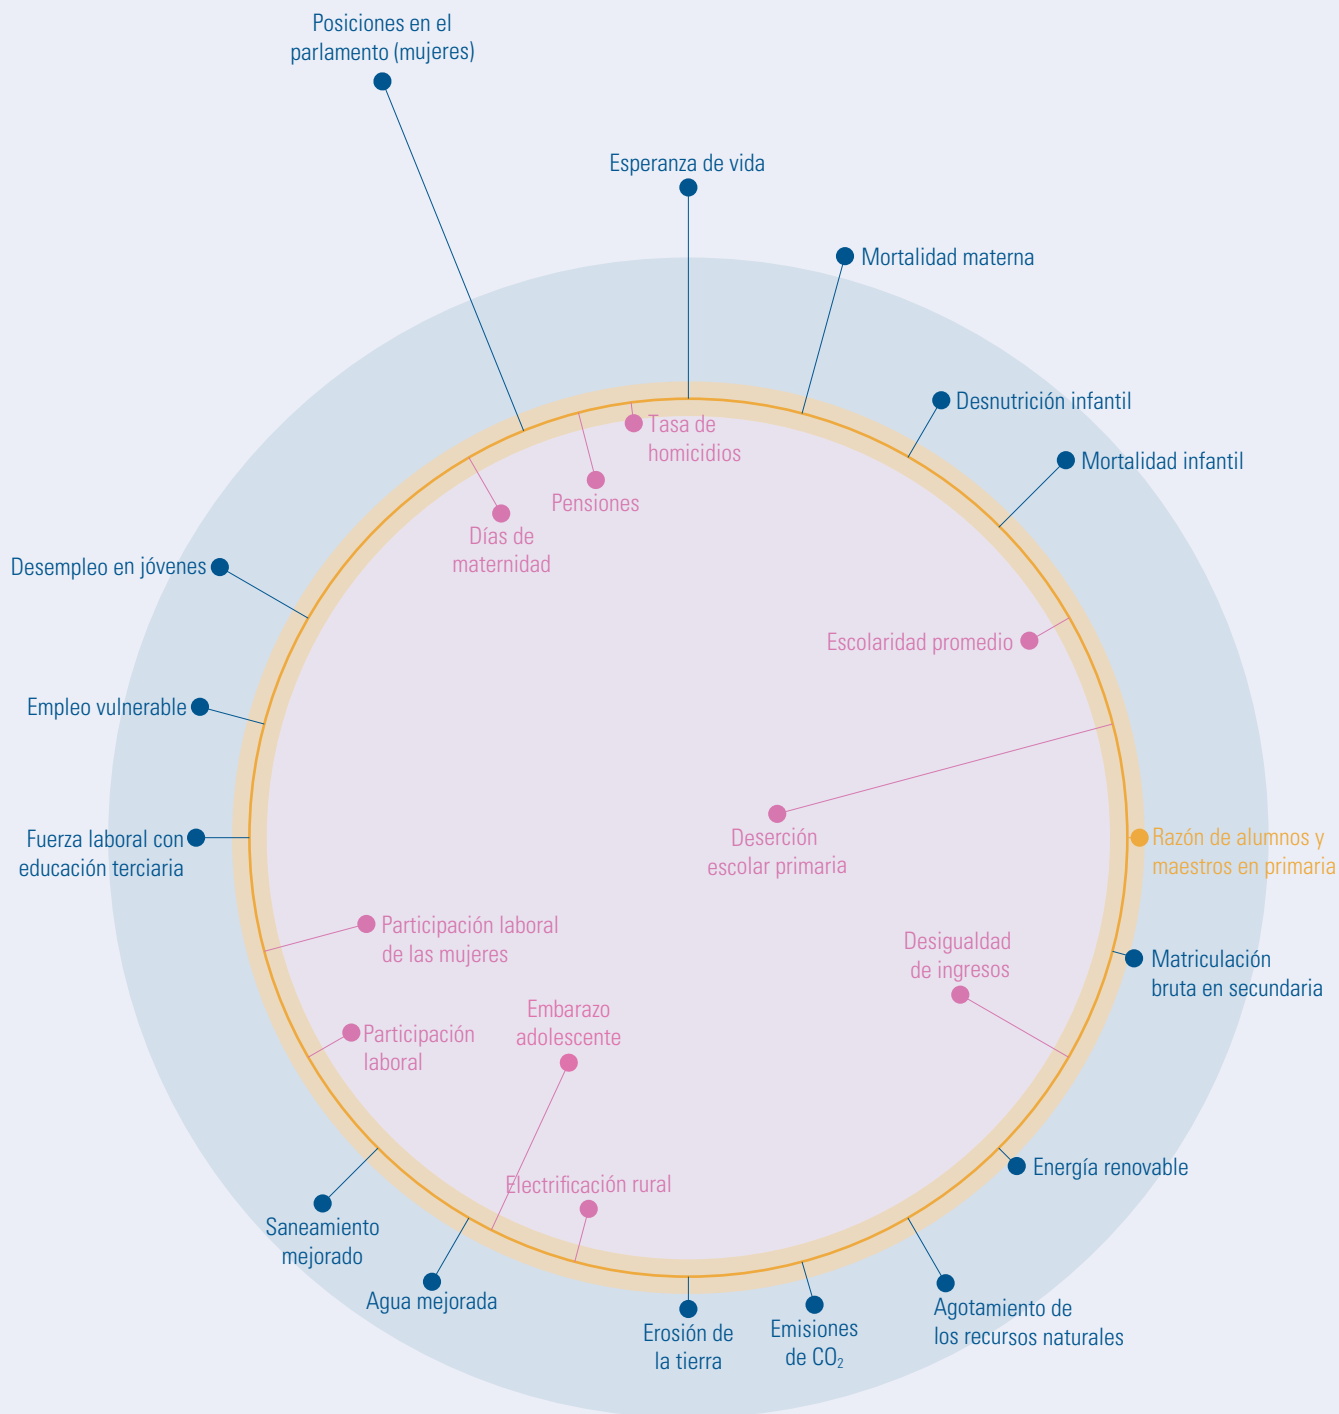 Posiciones en el
parlamento (mujeres)
Esperanza de vida
Mortalidad materna
Desnutrición infantil
Mortalidad infantil
Tasa de
homicidios
Pensiones
Días de
maternidad
Desempleo en jóvenes
Escolaridad promedio
Empleo vulnerable
Deserción
escolar primaria
Razón de alumnos y
maestros en primaria
Fuerza laboral con
educación terciaria
Participación laboral
de las mujeres
Desigualdad
de ingresos
Matriculación
bruta en secundaria
Embarazo
adolescente
Participación
laboral
Energía renovable
Electrificación rural
Saneamiento
mejorado
Agua mejorada
Erosión de
la tierra
Emisiones
de CO₂
Agotamiento de
los recursos naturales